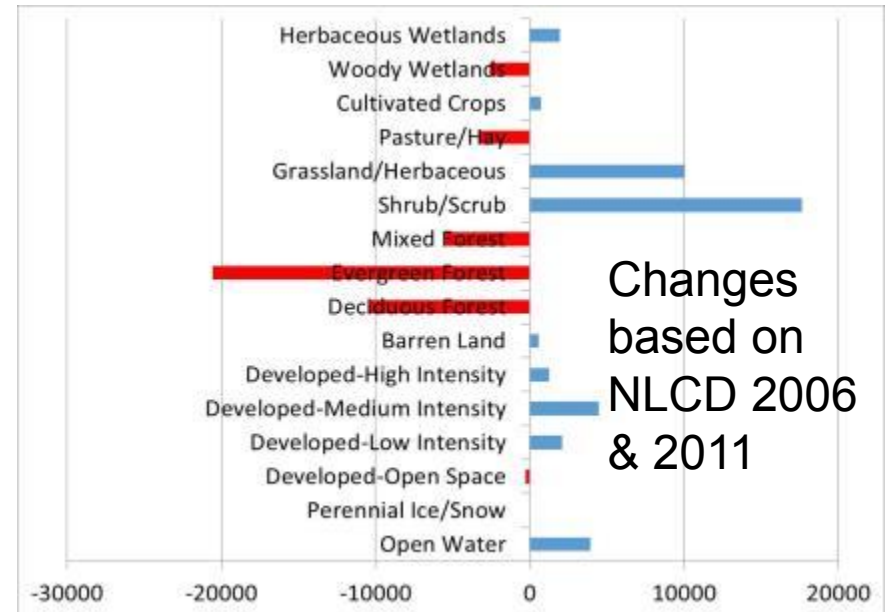 Herbaceous Wetlands
Woody Wetlands
Cultivated Crops
Pasture/Hay
Grassland/Herbaceous
Shrub/Scrub
Mixed Forest
Evergreen Forest
Deciduous Forest
Barren Land
Developed-High Intensity
Developed-Medium Intensity
Developed-Low Intensity
Developed-Open Space
Perennial Ice/Snow
Open Water
Changes
based on
NLCD 2006
& 2011
-30000 -20000 -10000 0 10000 20000